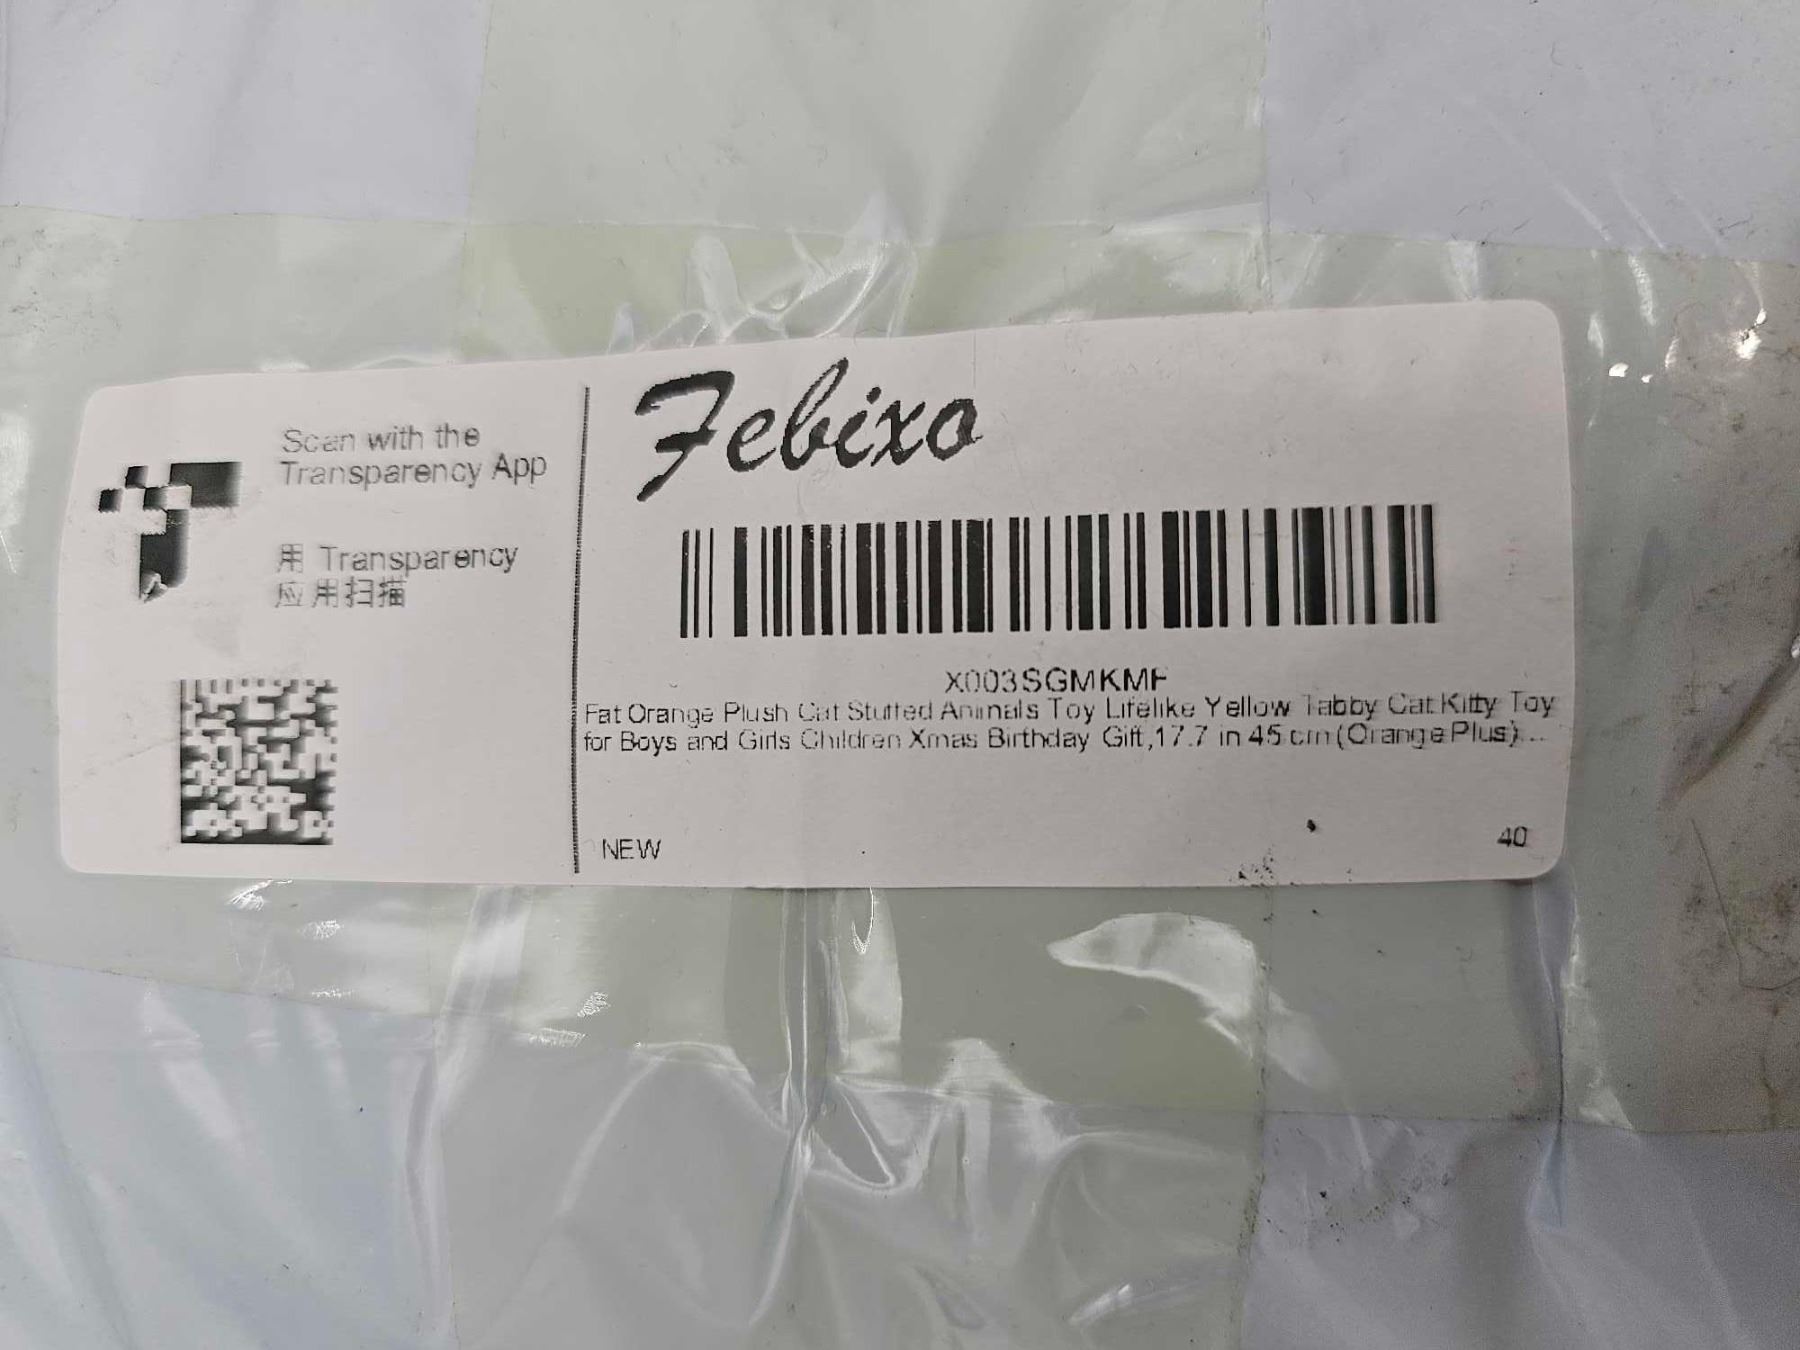 Scan with the
Transparency App
用 Transparency
应用扫描
Febixo
X003SGMKMF
Fat Orange Plush Cat Stuffed Animals Toy Lifelike Yellow Tabby Cat Kitty Toy
for Boys and Girls Children Xmas Birthday Gift,17.7 in 45 cm(Orange Plus)...
NEW
40